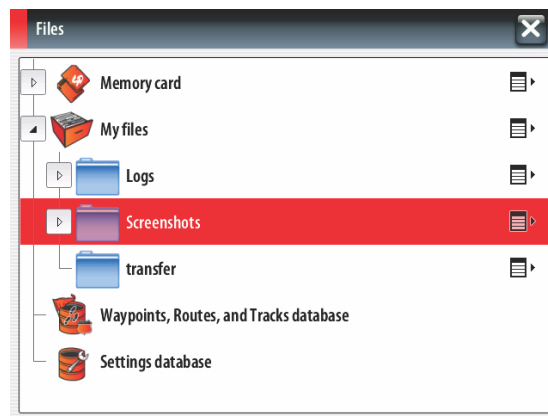 Files
Memory card
My files
Logs
Screenshots
transfer
Waypoints, Routes, and Tracks database
Settings database